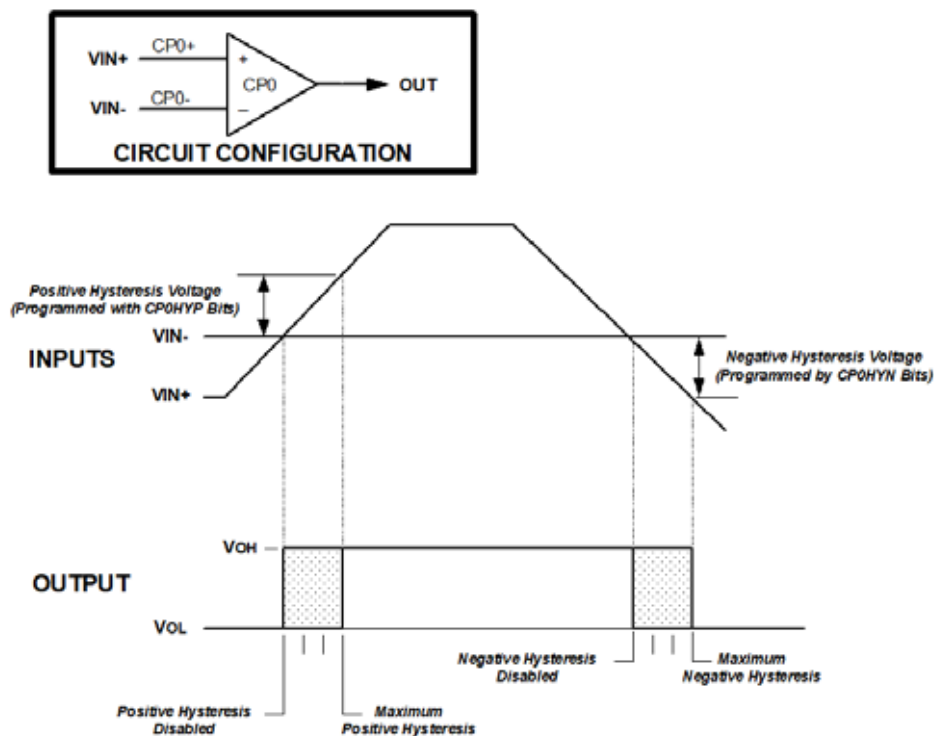 VIN+
CP0+
+
CP0
OUT
VIN-
CP0-
–
CIRCUIT CONFIGURATION
Positive Hysteresis Voltage
(Programmed with CP0HYP Bits)
VIN-
INPUTS
Negative Hysteresis Voltage
(Programmed by CP0HYN Bits)
VIN+
VOH
OUTPUT
VOL
Negative Hysteresis
Disabled
Maximum
Negative Hysteresis
Positive Hysteresis
Disabled
Maximum
Positive Hysteresis